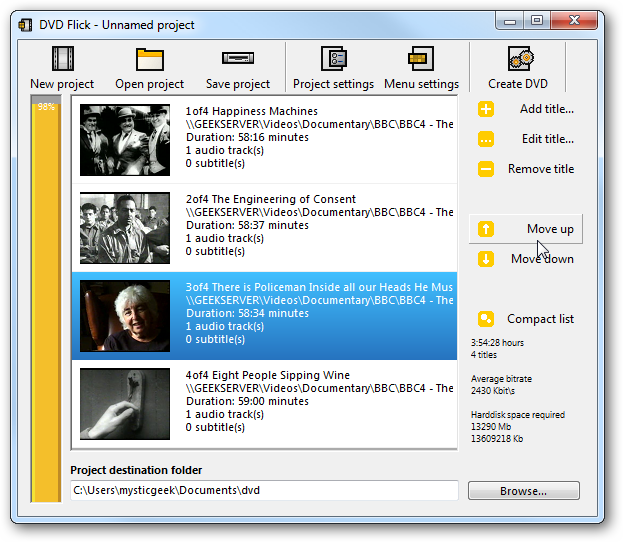 DVD Flick - Unnamed project
New project
Open project
Save project
Project settings
Menu settings
Create DVD
98%
1of4 Happiness Machines
\\GEEKSERVER\Videos\Documentary\BBC\BBC4 - The
Duration: 58:16 minutes
1 audio track(s)
0 subtitle(s)
2of4 The Engineering of Consent
\\GEEKSERVER\Videos\Documentary\BBC\BBC4 - The
Duration: 58:37 minutes
1 audio track(s)
0 subtitle(s)
3of4 There is Policeman Inside all our Heads He Mus
\\GEEKSERVER\Videos\Documentary\BBC\BBC4 - The
Duration: 58:34 minutes
1 audio track(s)
0 subtitle(s)
4of4 Eight People Sipping Wine
\\GEEKSERVER\Videos\Documentary\BBC\BBC4 - The
Duration: 59:00 minutes
1 audio track(s)
0 subtitle(s)
Add title...
Edit title...
Remove title
Move up
Move down
Compact list
3:54:28 hours
4 titles
Average bitrate
2430 Kbit\s
Harddisk space required
13290 Mb
13609218 Kb
Project destination folder
C:\Users\mysticgeek\Documents\dvd
Browse...